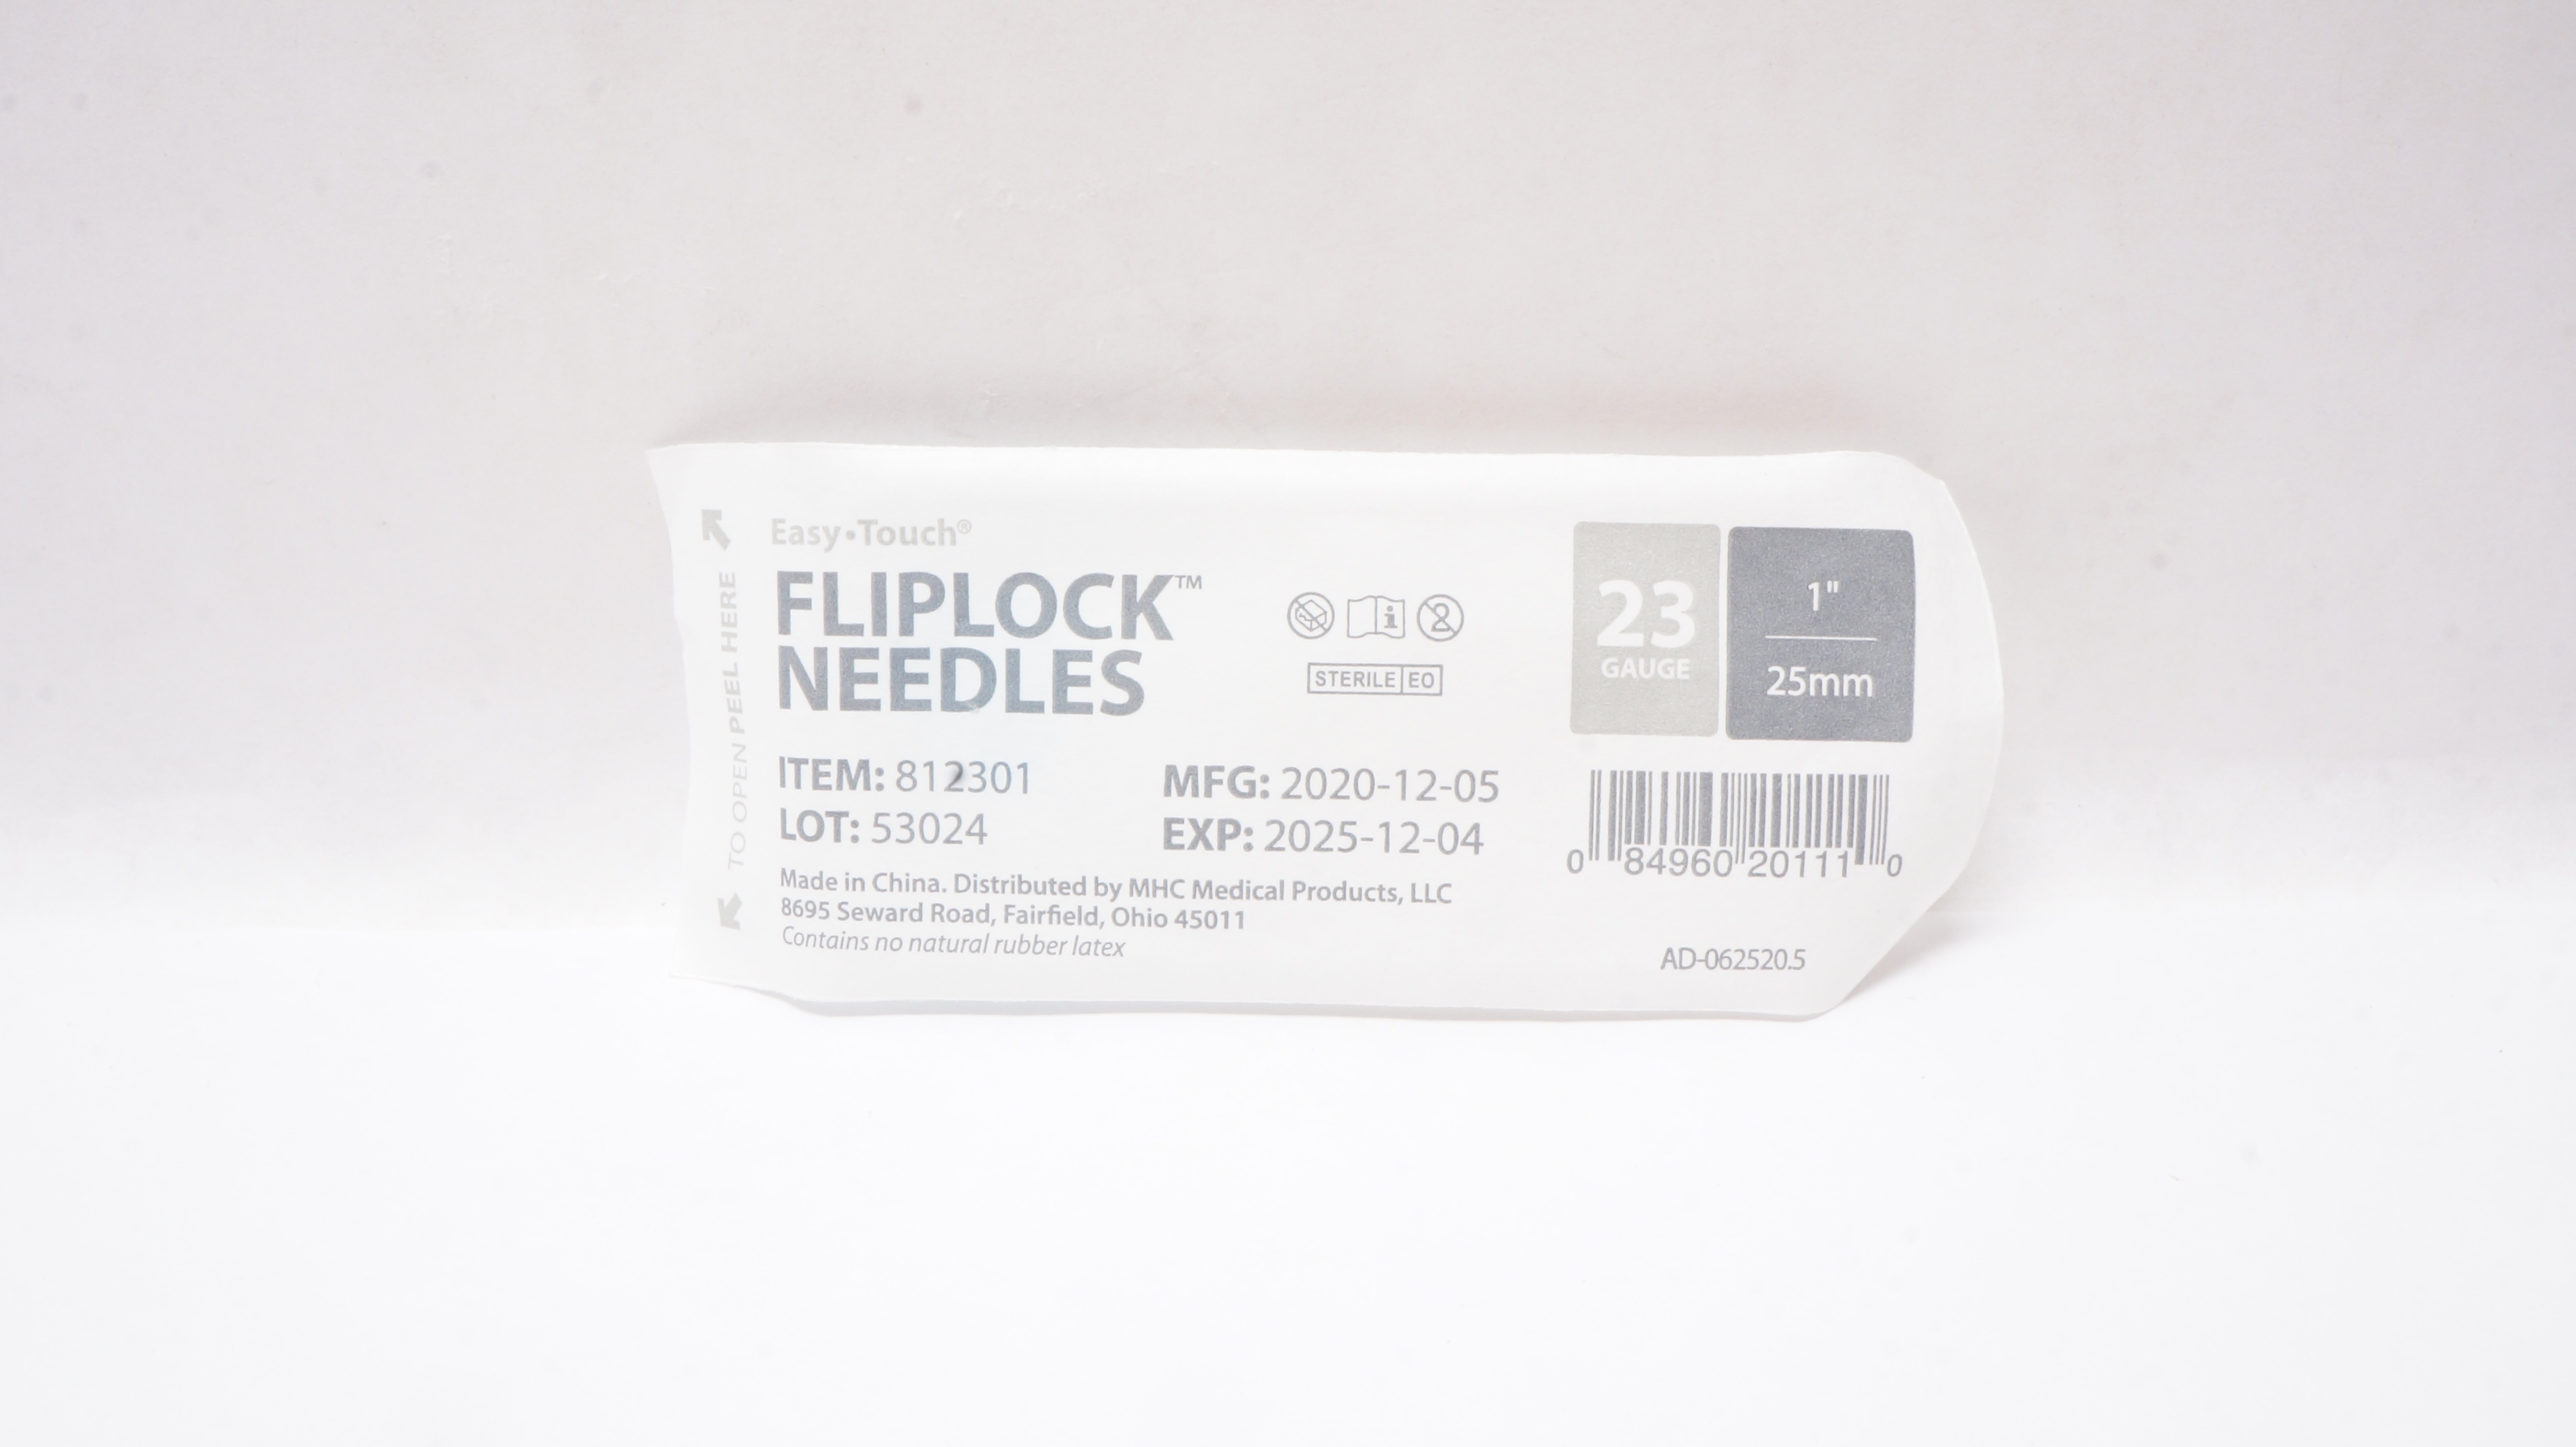 TO OPEN PEEL HERE
Easy•Touch®
FLIPLOCK™
NEEDLES
STERILE EO
23
GAUGE
1"
25mm
ITEM: 812301
LOT: 53024
MFG: 2020-12-05
EXP: 2025-12-04
0 84960 20111 0
Made in China. Distributed by MHC Medical Products, LLC
8695 Seward Road, Fairfield, Ohio 45011
Contains no natural rubber latex
AD-062520.5